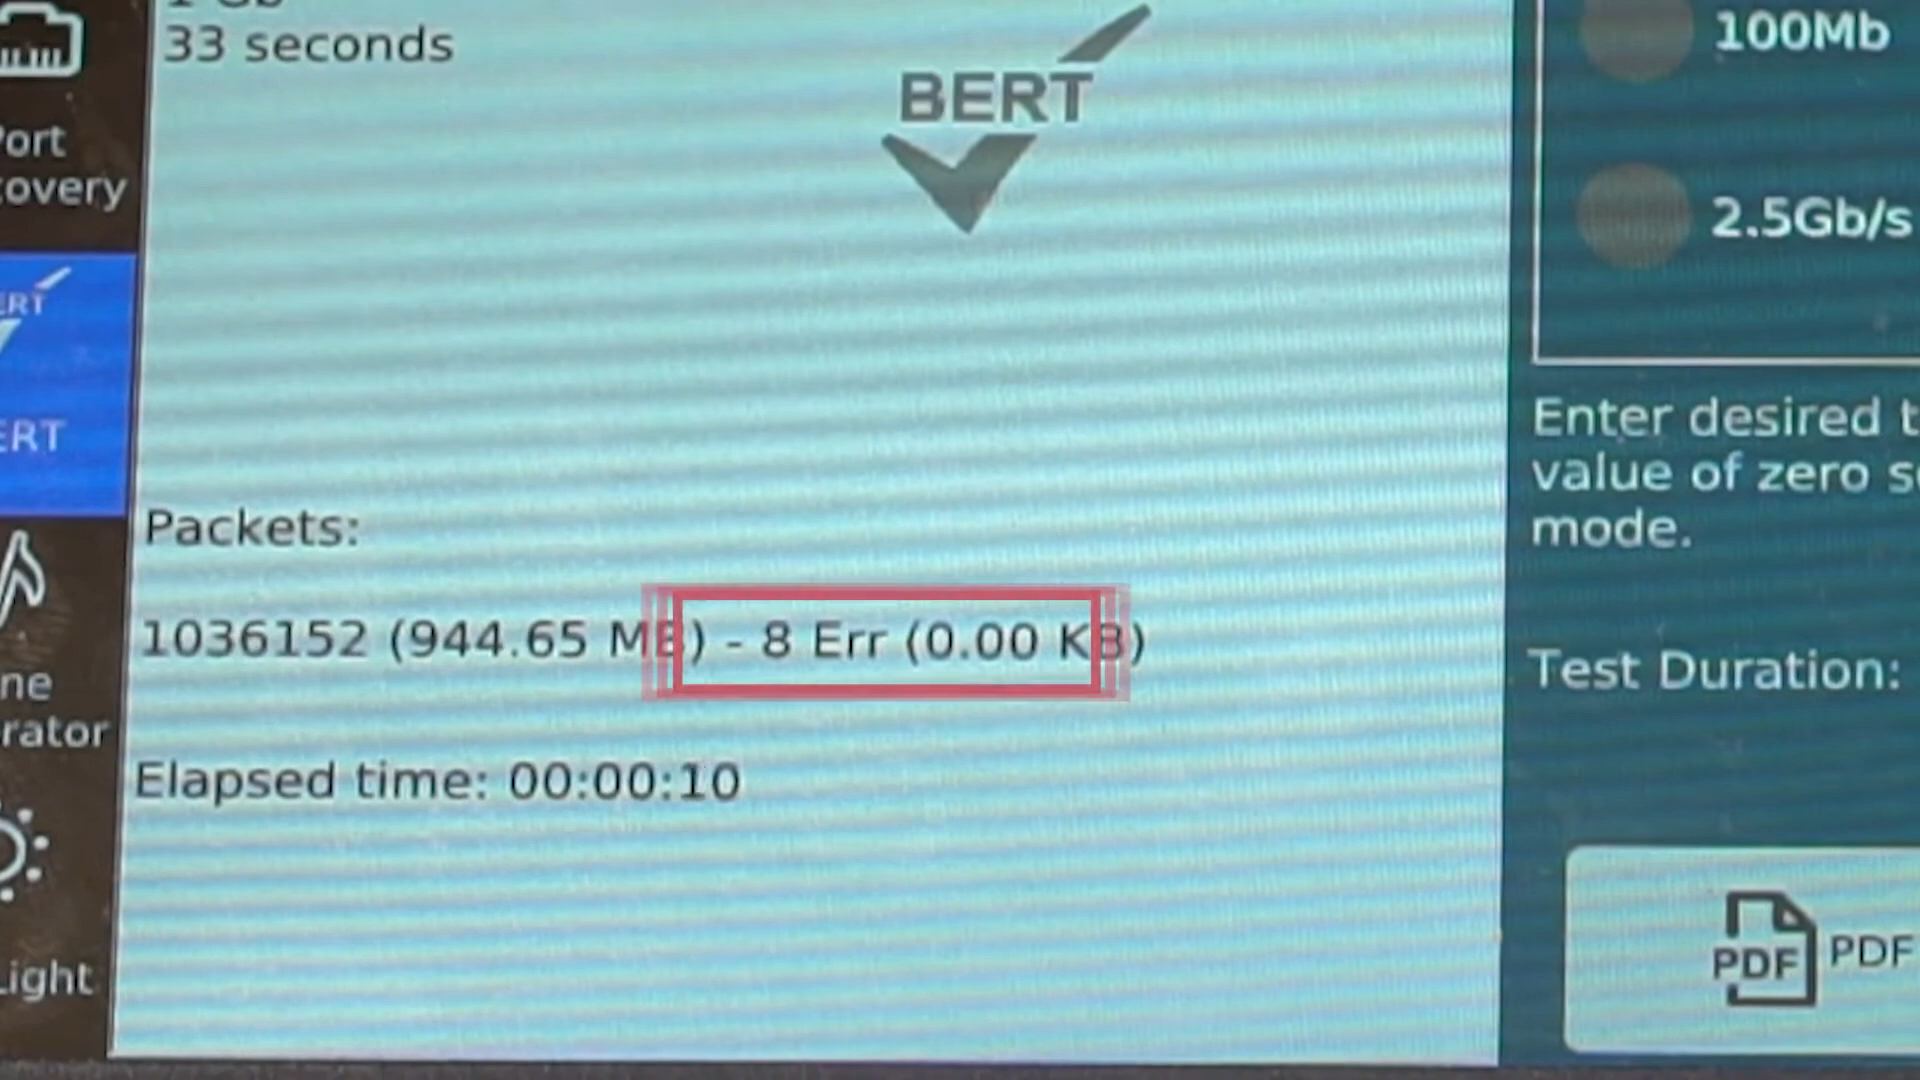 33 seconds
BERT
Packets:
1036152 (944.65 MB) - 8 Err (0.00 KB)
Elapsed time: 00:00:10
100Mb
2.5Gb/s
Enter desired
value of zero
mode.
Test Duration:
PDF
PDF